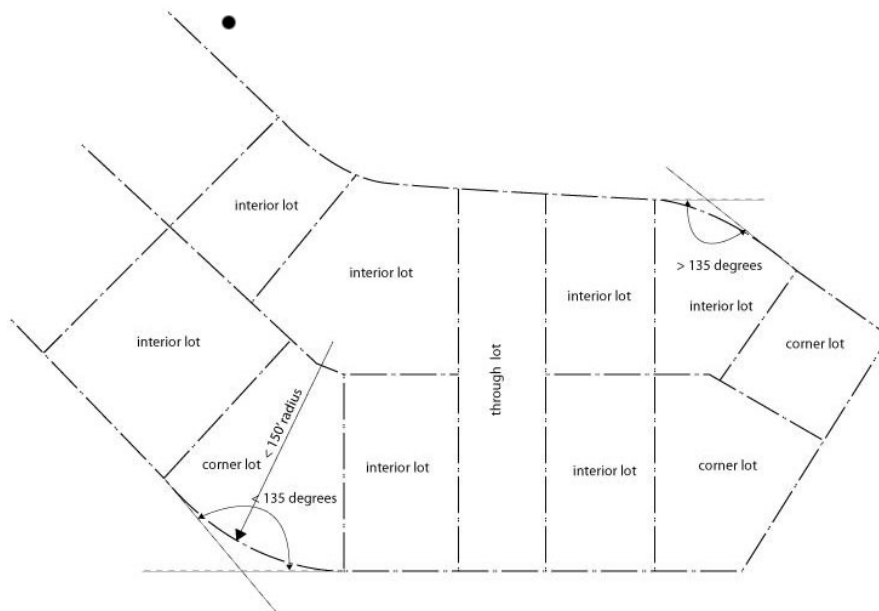 interior lot
interior lot
> 135 degrees
interior lot
interior lot
interior lot
corner lot
through lot
< 150' radius
corner lot
interior lot
interior lot
corner lot
< 135 degrees